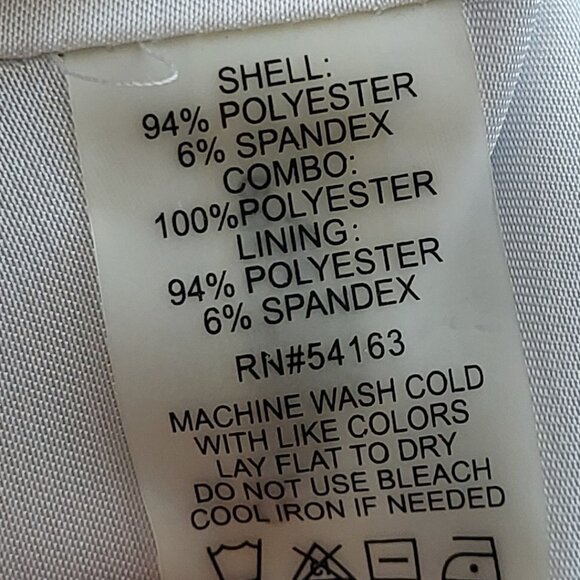 SHELL:
94% POLYESTER
6% SPANDEX
COMBO:
100%POLYESTER
LINING:
94% POLYESTER
6% SPANDEX
RN#54163
MACHINE WASH COLD
WITH LIKE COLORS
LAY FLAT TO DRY
DO NOT USE BLEACH
COOL IRON IF NEEDED